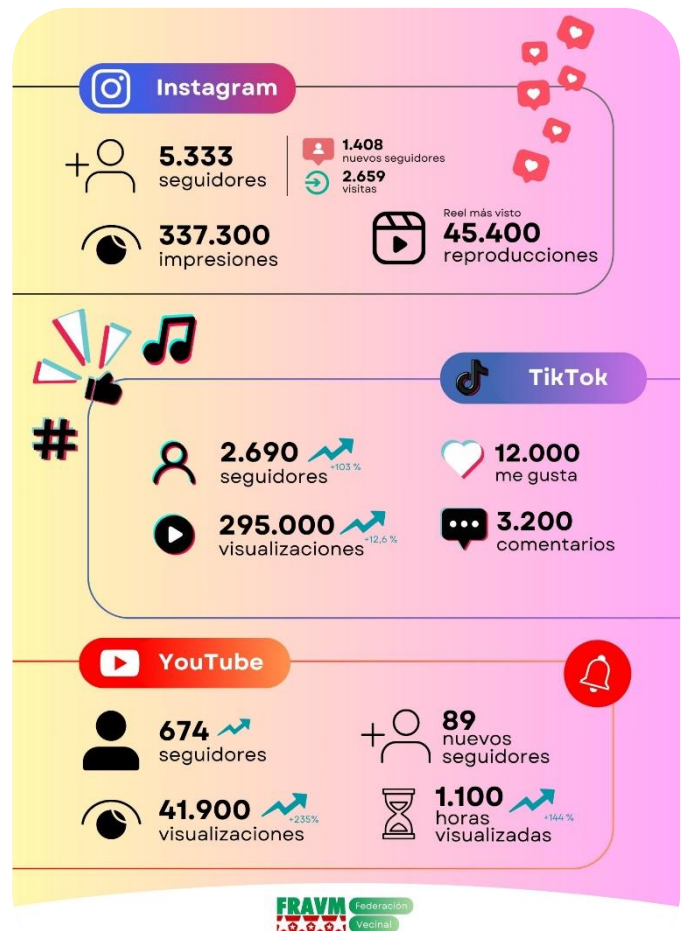 Instagram
5.333
seguidores
1.408
nuevos seguidores
2.659
visitas
337.300
impresiones
Reel más visto
45.400
reproducciones
TikTok
2.690
+103 %
seguidores
12.000
me gusta
295.000
+12,6 %
visualizaciones
3.200
comentarios
YouTube
674
seguidores
89
nuevos
seguidores
41.900
+235%
visualizaciones
1.100
+144 %
horas
visualizadas
FRAVM Federación
Vecinal